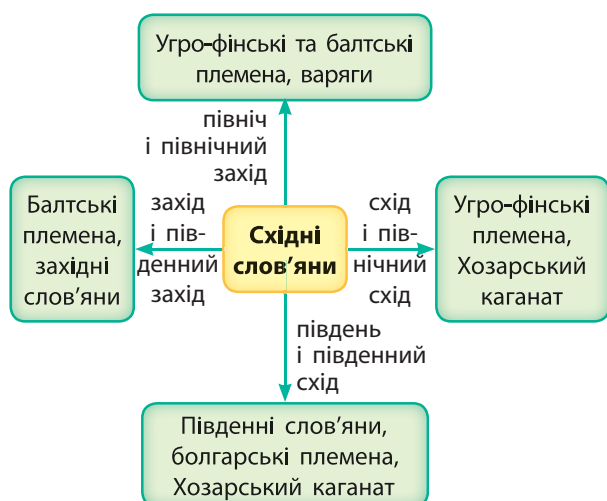 Угро-фінські та балтські
племена, варяги
північ
і північний
захід
Балтські
племена,
західні
слов’яни
захід
і пів-
денний
захід
Східні
слов’яни
схід
і пів-
нічний
схід
Угро-фінські
племена,
Хозарський
каганат
південь
і південний
схід
Південні слов’яни,
болгарські племена,
Хозарський каганат